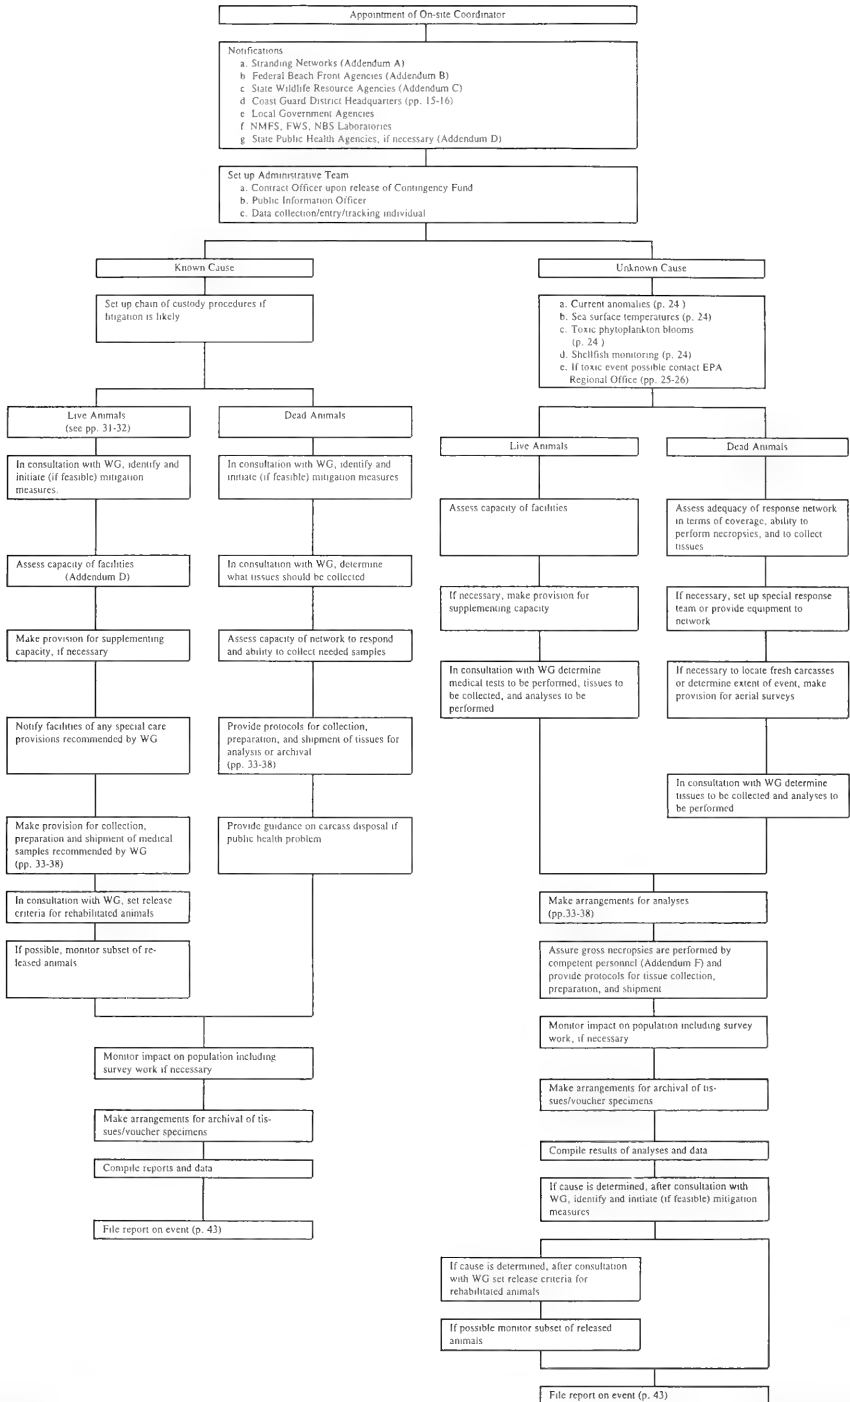 Appointment of On-site Coordinator
Notifications
a. Stranding Networks (Addendum A)
b Federal Beach Front Agencies (Addendum B)
c State Wildlife Resource Agencies (Addendum C)
d Coast Guard District Headquarters (pp. 15-16)
e Local Government Agencies
f NMFS, FWS, NBS Laboratories
g State Public Health Agencies, if necessary (Addendum D)
Set up Administrative Team
a. Contract Officer upon release of Contingency Fund
b. Public Information Officer
c. Data collection/entry/tracking individual
Known Cause
Set up chain of custody procedures if
litigation is likely
Live Animals
(see pp. 31-32)
In consultation with WG, identify and
initiate (if feasible) mitigation
measures.
Assess capacity of facilities
(Addendum D)
Make provision for supplementing
capacity, if necessary
Notify facilities of any special care
provisions recommended by WG
Make provision for collection,
preparation and shipment of medical
samples recommended by WG
(pp. 33-38)
In consultation with WG, set release
criteria for rehabilitated animals
If possible, monitor subset of re-
leased animals
Dead Animals
In consultation with WG, identify and
initiate (if feasible) mitigation measures
In consultation with WG, determine
what tissues should be collected
Assess capacity of network to respond
and ability to collect needed samples
Provide protocols for collection,
preparation, and shipment of tissues for
analysis or archival
(pp. 33-38)
Provide guidance on carcass disposal if
public health problem
Monitor impact on population including
survey work if necessary
Make arrangements for archival of tis-
sues/voucher specimens
Compile reports and data
File report on event (p. 43)
Unknown Cause
a. Current anomalies (p. 24 )
b. Sea surface temperatures (p. 24)
c. Toxic phytoplankton blooms
(p. 24 )
d. Shellfish monitoring (p. 24)
e. If toxic event possible contact EPA
Regional Office (pp. 25-26)
Live Animals
Assess capacity of facilities
If necessary, make provision for
supplementing capacity
In consultation with WG determine
medical tests to be performed, tissues to
be collected, and analyses to be
performed
Dead Animals
Assess adequacy of response network
in terms of coverage, ability to
perform necropsies, and to collect
tissues
If necessary, set up special response
team or provide equipment to
network
If necessary to locate fresh carcasses
or determine extent of event, make
provision for aerial surveys
In consultation with WG determine
tissues to be collected and analyses to
be performed
Make arrangements for analyses
(pp.33-38)
Assure gross necropsies are performed by
competent personnel (Addendum F) and
provide protocols for tissue collection,
preparation, and shipment
Monitor impact on population including survey
work, if necessary
Make arrangements for archival of tis-
sues/voucher specimens
Compile results of analyses and data
If cause is determined, after consultation with
WG, identify and initiate (if feasible) mitigation
measures
If cause is determined, after consultation
with WG set release criteria for
rehabilitated animals
If possible monitor subset of released
animals
File report on event (p. 43)